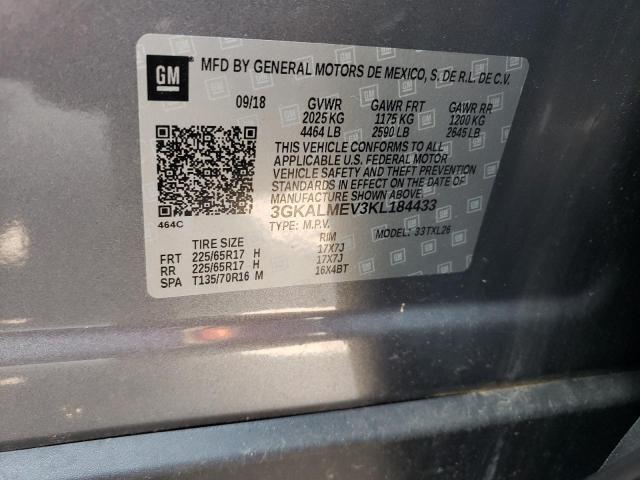 GM
MFD BY GENERAL MOTORS DE MEXICO, S. DE R.L. DE C.V.
09/18 GVWR GAWR FRT GAWR RR
2025 KG 1175 KG 1200 KG
4464 LB 2590 LB 2645 LB
THIS VEHICLE CONFORMS TO ALL
APPLICABLE U.S. FEDERAL MOTOR
VEHICLE SAFETY AND THEFT
PREVENTION STANDARDS IN EFFECT
ON THE DATE OF
MANUFACTURE SHOWN ABOVE.
3GKALMEV3KL184433
464C TYPE: M.P.V. MODEL: 33TXL26
TIRE SIZE RIM
FRT 225/65R17 H 17X7J
RR 225/65R17 H 17X7J
SPA T135/70R16 M 16X4BT